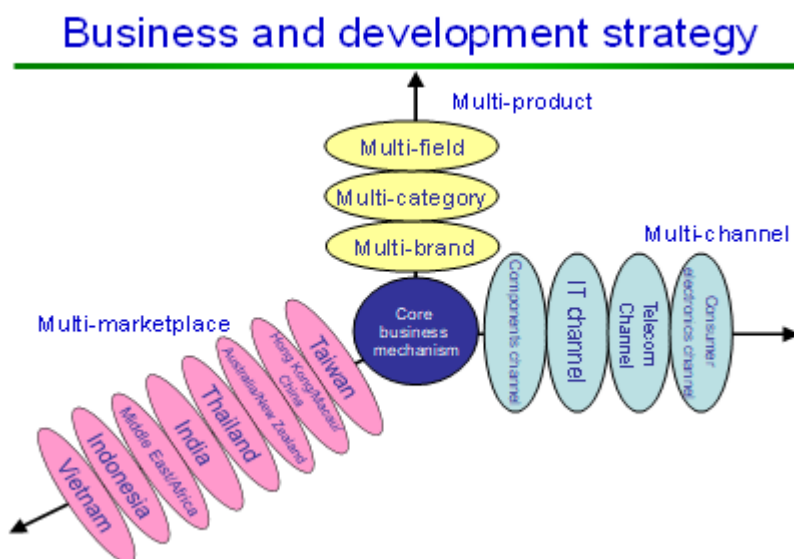 Business and development strategy
Multi-product
Multi-field
Multi-category
Multi-brand
Multi-channel
Core
business
mechanism
Components channel
IT channel
Telecom
Channel
Consumer
electronics channel
Multi-marketplace
Taiwan
Hong Kong/Macau/
China
Australia/New Zealand
Thailand
India
Middle East/Africa
Indonesia
Vietnam